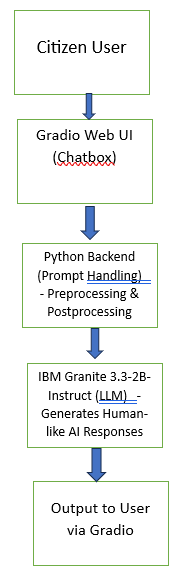 Citizen User
Gradio Web UI
(Chatbox)
Python Backend
(Prompt Handling)
- Preprocessing &
Postprocessing
IBM Granite 3.3-2B-
Instruct (LLM) -
Generates Human-
like AI Responses
Output to User
via Gradio